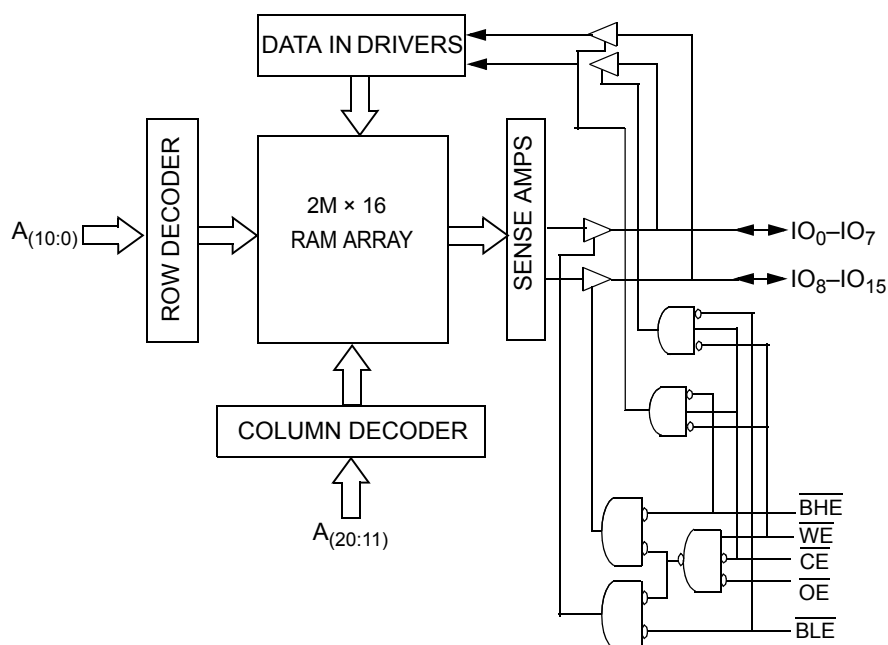 DATA IN DRIVERS
ROW DECODER
2M × 16
RAM ARRAY
SENSE AMPS
A(10:0)
IO0–IO7
IO8–IO15
COLUMN DECODER
A(20:11)
BHE
WE
CE
OE
BLE